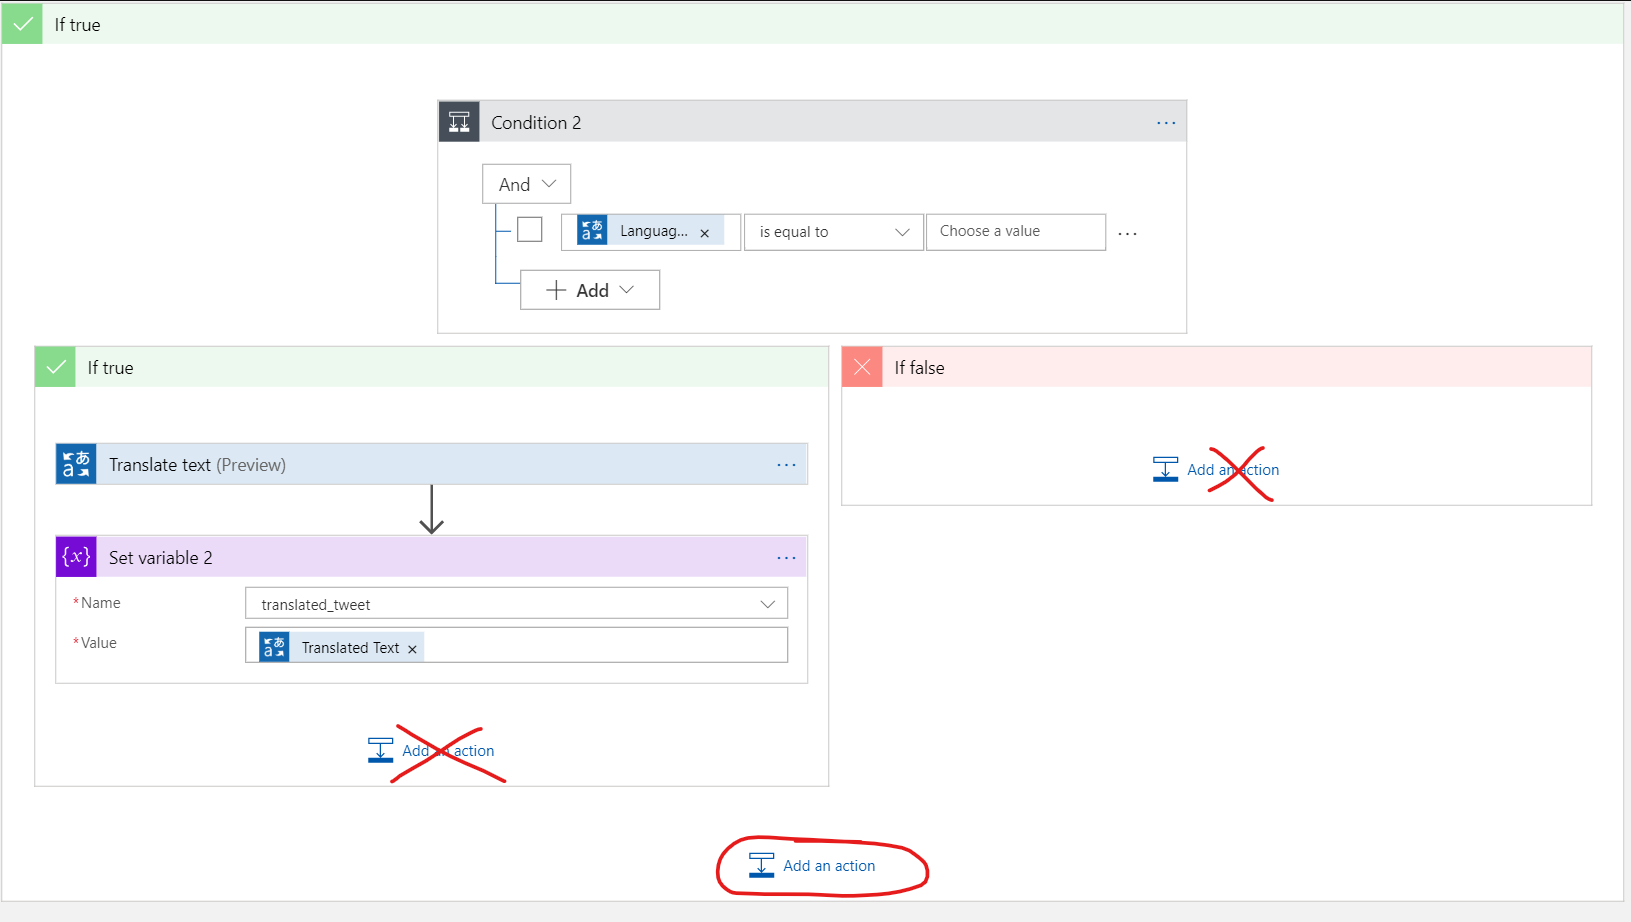 If true
Condition 2
...
And
Languag... × is equal to Choose a value ...
+ Add
If true
If false
Translate text (Preview)
...
Add an action
{x} Set variable 2
...
*Name translated_tweet
*Value Translated Text ×
Add an action
Add an action